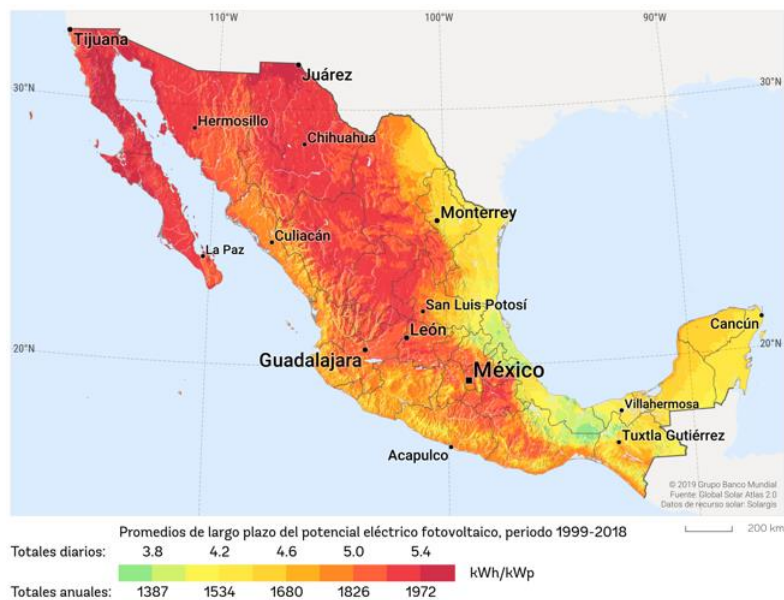 110°W 100°W 90°W
Tijuana
Juárez
30°N 30°N
Hermosillo
Chihuahua
Monterrey
Culiacán
La Paz
San Luis Potosí
Cancún
León
20°N 20°N
Guadalajara
México
Villahermosa
Tuxtla Gutiérrez
Acapulco
© 2019 Grupo Banco Mundial
Fuente: Global Solar Atlas 2.0
Datos de recurso solar: Solargis
200 km
Promedios de largo plazo del potencial eléctrico fotovoltaico, periodo 1999-2018
Totales diarios: 3.8 4.2 4.6 5.0 5.4
kWh/kWp
Totales anuales: 1387 1534 1680 1826 1972